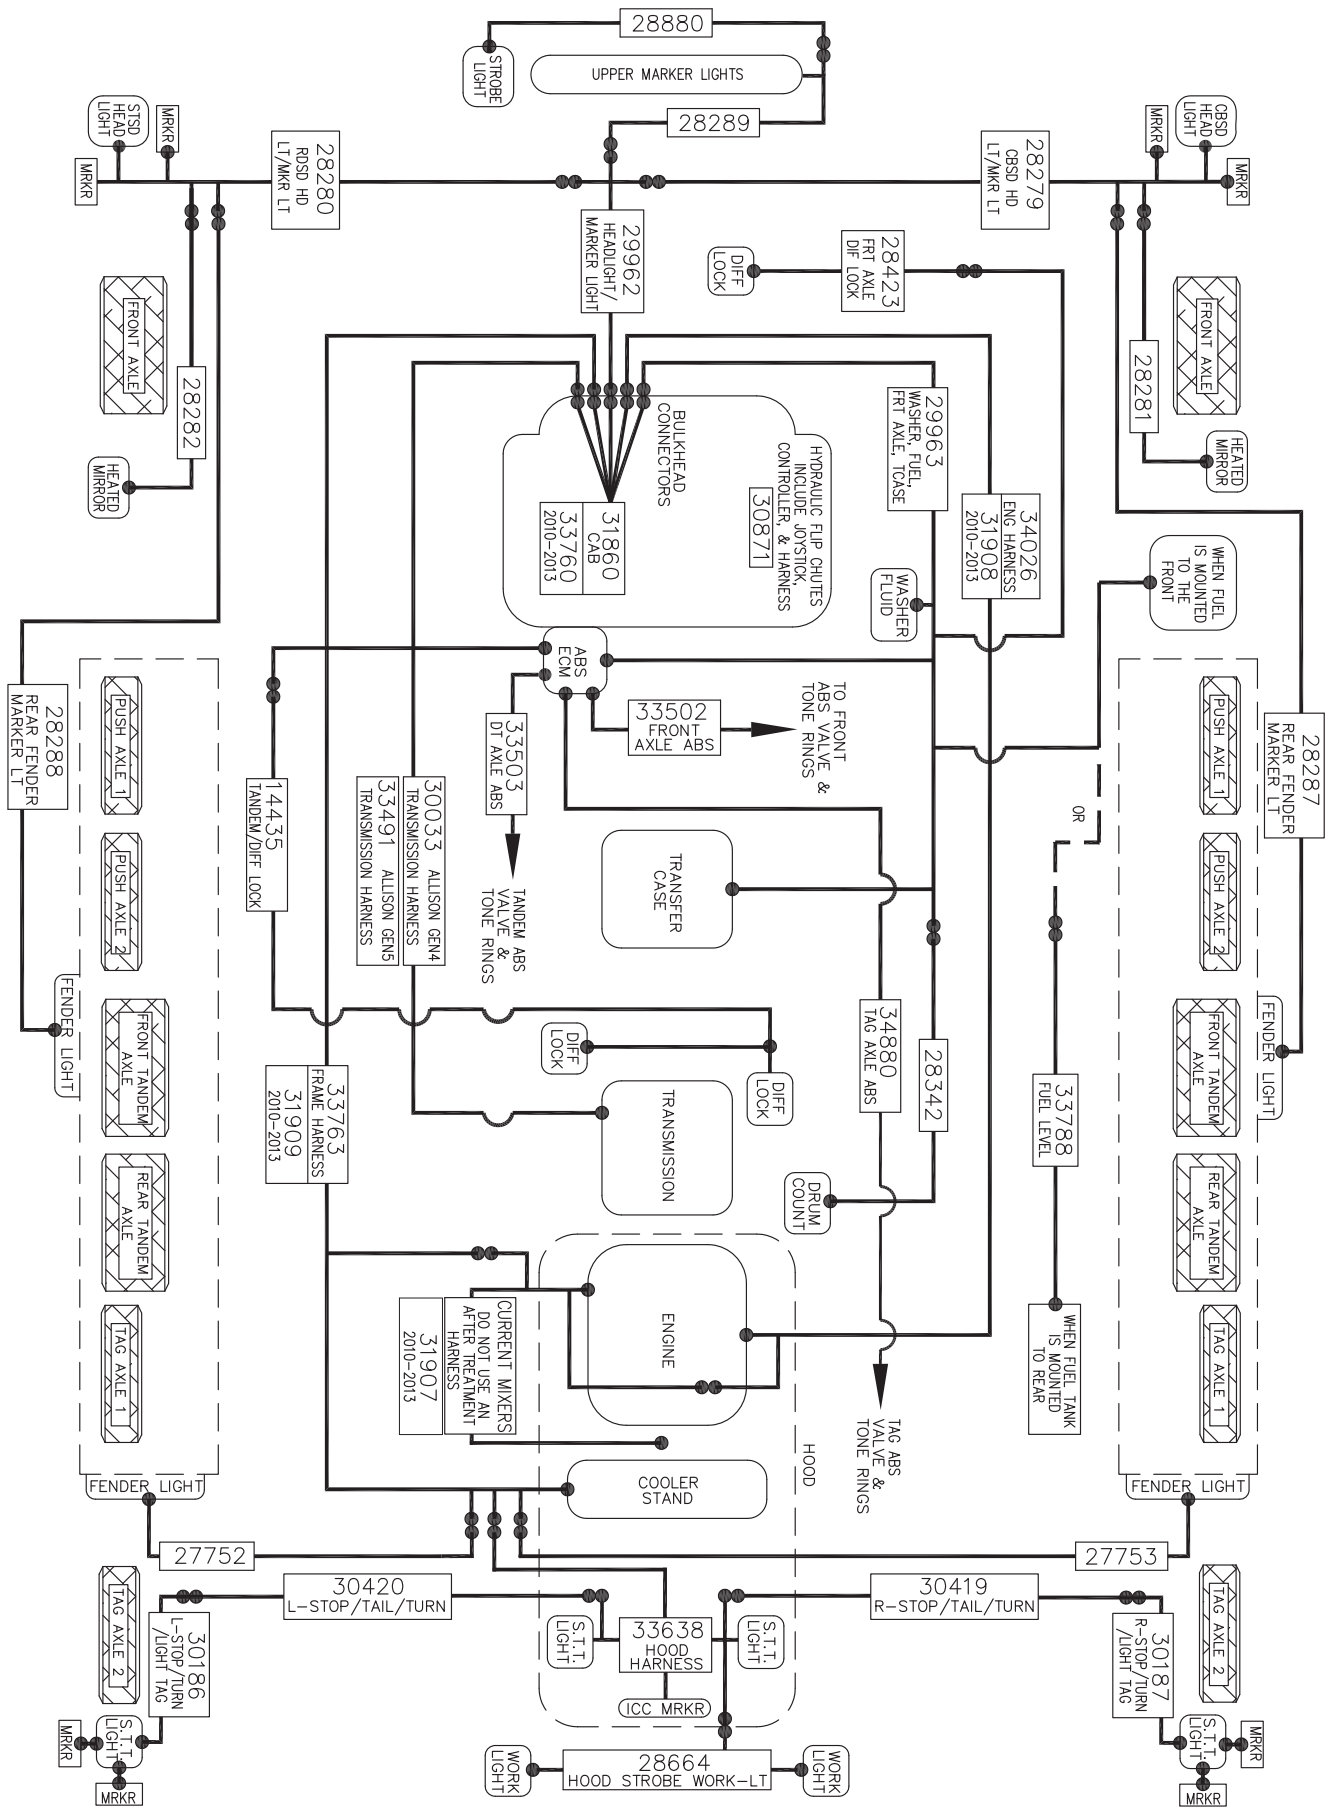 28880
STROBE
LIGHT
UPPER MARKER LIGHTS
28289
STSD
HEAD
LIGHT
MRKR
MRKR
28280
RDSD HD
LT/MKR LT
28279
CBSD HD
LT/MKR LT
CBSD
HEAD
LIGHT
MRKR
MRKR
29962
HEADLIGHT/
MARKER LIGHT
DIFF
LOCK
28423
FRT AXLE
DIF LOCK
FRONT AXLE
28282
HEATED
MIRROR
FRONT AXLE
28281
HEATED
MIRROR
BULKHEAD
CONNECTORS
HYDRAULIC FLIP CHUTES
INCLUDE JOYSTICK,
CONTROLLER, & HARNESS
30871
31860
CAB
33760
2010-2013
29963
WASHER, FUEL,
FRT AXLE, TCASE
34026
ENG HARNESS
31908
2010-2013
WASHER
FLUID
WHEN FUEL
IS MOUNTED
TO THE
FRONT
ABS
ECM
33502
FRONT
AXLE ABS
TO FRONT
ABS VALVE &
TONE RINGS
33503
DT AXLE ABS
TANDEM ABS
VALVE &
TONE RINGS
28288
REAR FENDER
MARKER LT
28287
REAR FENDER
MARKER LT
PUSH AXLE 1
PUSH AXLE 2
FRONT TANDEM
AXLE
REAR TANDEM
AXLE
TAG AXLE 1
FENDER LIGHT
FENDER LIGHT
PUSH AXLE 1
PUSH AXLE 2
FRONT TANDEM
AXLE
REAR TANDEM
AXLE
TAG AXLE 1
FENDER LIGHT
FENDER LIGHT
14435
TANDEM/DIFF LOCK
30033 ALLISON GEN4
TRANSMISSION HARNESS
33491 ALLISON GEN5
TRANSMISSION HARNESS
TRANSFER
CASE
OR
34880
TAG AXLE ABS
28342
33788
FUEL LEVEL
DIFF
LOCK
DIFF
LOCK
TRANSMISSION
DRUM
COUNT
33763
FRAME HARNESS
31909
2010-2013
ENGINE
WHEN FUEL TANK
IS MOUNTED
TO REAR
CURRENT MIXERS
DO NOT USE AN
AFTER TREATMENT
HARNESS
31907
2010-2013
TAG ABS
VALVE &
TONE RINGS
HOOD
COOLER
STAND
27752
27753
30420
L-STOP/TAIL/TURN
30419
R-STOP/TAIL/TURN
S.T.T.
LIGHT
33638
HOOD
HARNESS
S.T.T.
LIGHT
ICC MRKR
TAG AXLE 2
30186
L-STOP/TURN
/LIGHT TAG
S.T.T.
LIGHT
MRKR
MRKR
TAG AXLE 2
30187
R-STOP/TURN
/LIGHT TAG
S.T.T.
LIGHT
MRKR
MRKR
WORK
LIGHT
28664
HOOD STROBE WORK-LT
WORK
LIGHT